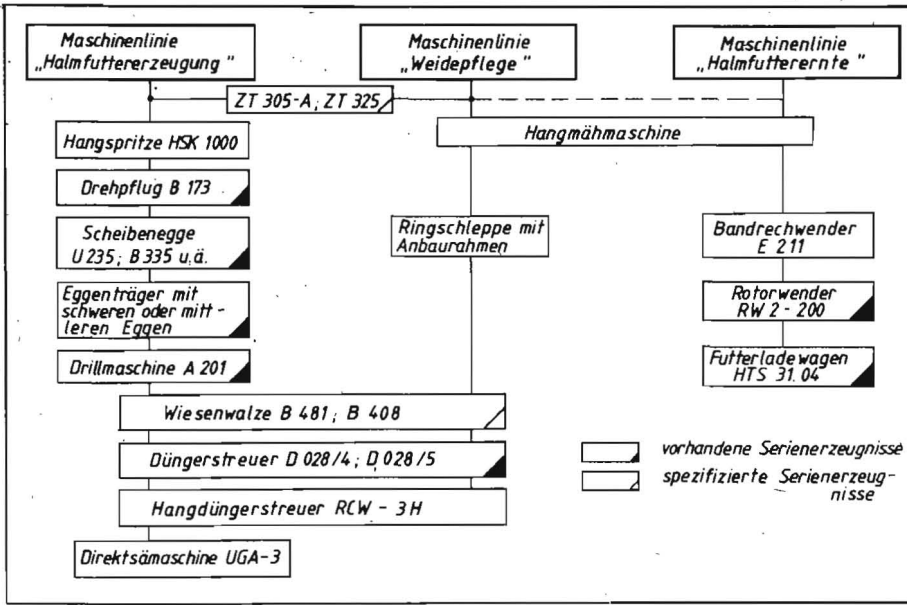 Maschinenlinie
„Halmfuttererzeugung"
Maschinenlinie
„Weidepflege"
Maschinenlinie
„Halmfutterernte"
ZT 305-A; ZT 325
Hangmähmaschine
Hangspritze HSK 1000
Drehpflug B 173
Scheibenegge
U 235; B 335 u.ä.
Eggenträger mit
schweren oder mitt-
leren Eggen
Drillmaschine A 201
Ringschleppe mit
Anbaurahmen
Bandrechwender
E 211
Rotorwender
RW 2 - 200
Futterladewagen
HTS 31.04
Wiesenwalze B 481; B 408
Düngerstreuer D 028/4; D 028/5
Hangdüngerstreuer RCW - 3H
Direktsämaschine UGA-3
vorhandene Serienerzeugnisse
spezifizierte Serienerzeug-
nisse